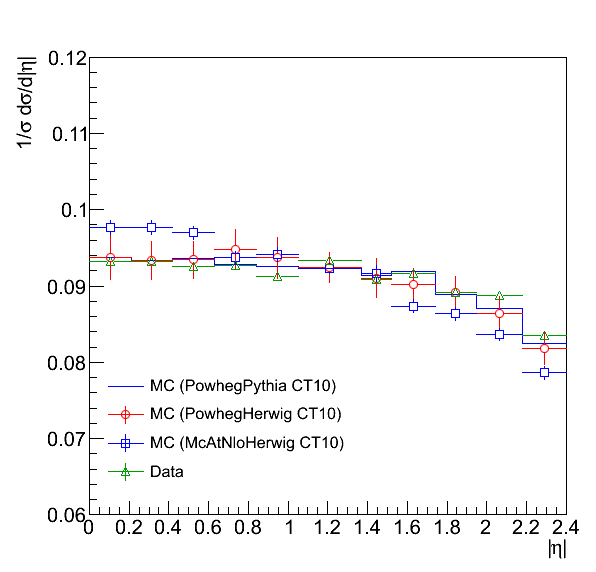 1/σ dσ/d|η|
0.12
0.11
0.1
0.09
0.08
0.07
0.06
MC (PowhegPythia CT10)
MC (PowhegHerwig CT10)
MC (McAtNloHerwig CT10)
Data
0 0.2 0.4 0.6 0.8 1 1.2 1.4 1.6 1.8 2 2.2 2.4
|η|